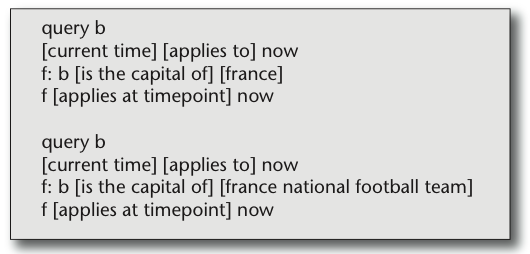 query b
[current time] [applies to] now
f: b [is the capital of] [france]
f [applies at timepoint] now
query b
[current time] [applies to] now
f: b [is the capital of] [france national football team]
f [applies at timepoint] now